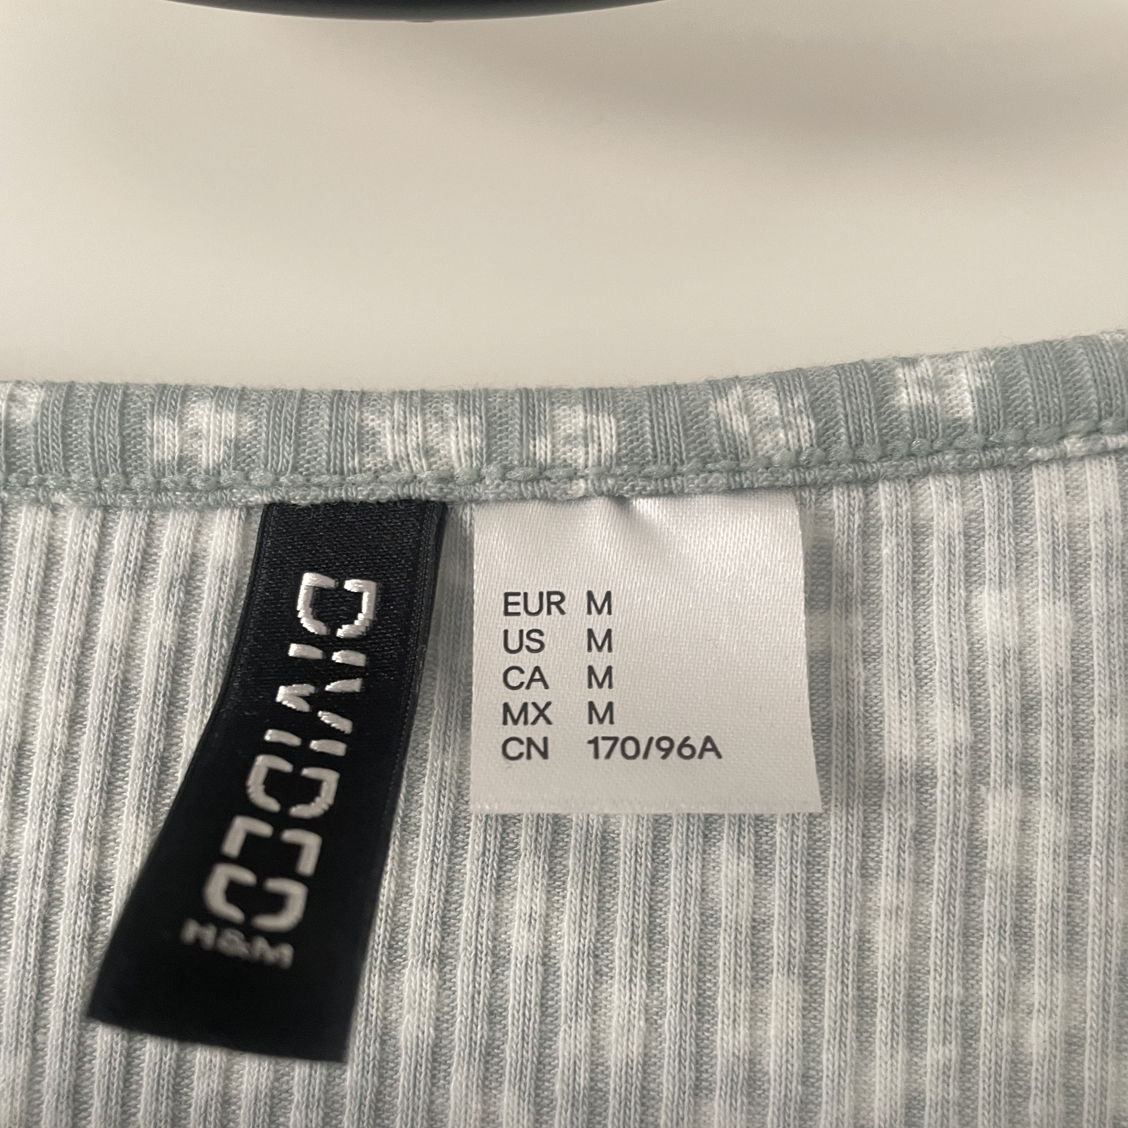 DIVIDED
H&M
EUR M
US M
CA M
MX M
CN 170/96A